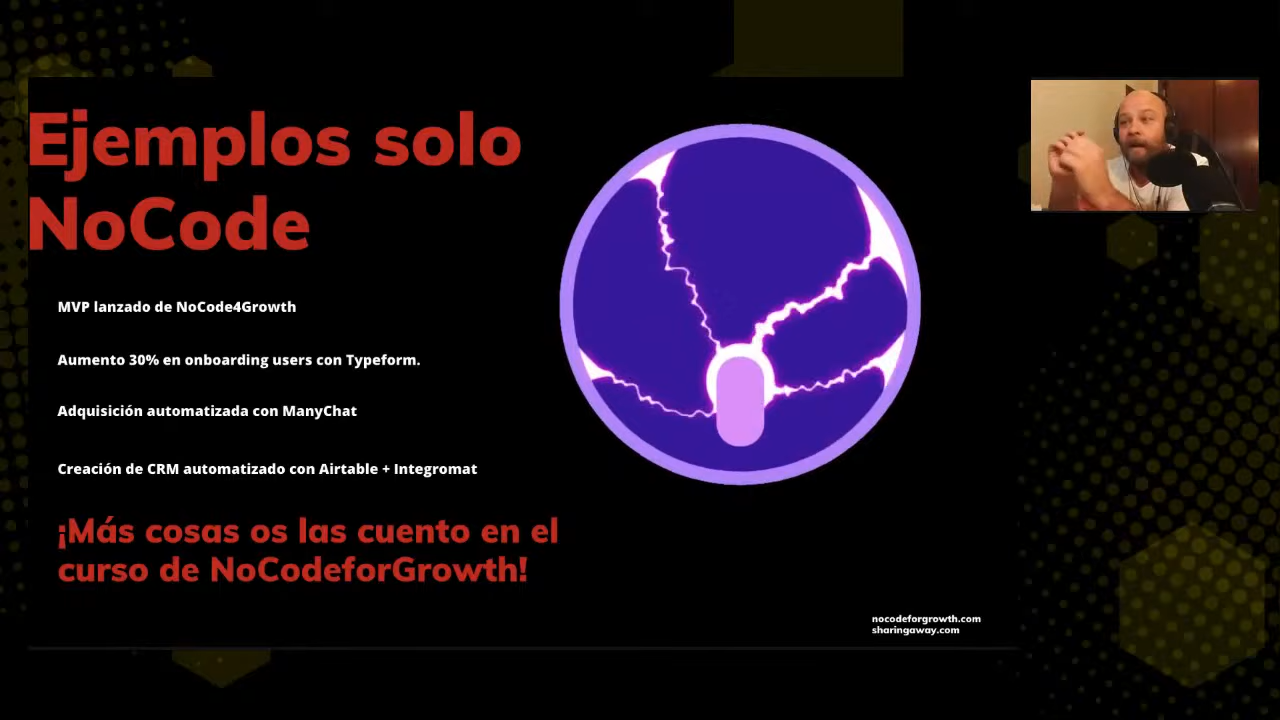 Ejemplos solo
NoCode
MVP lanzado de NoCode4Growth
Aumento 30% en onboarding users con Typeform.
Adquisición automatizada con ManyChat
Creación de CRM automatizado con Airtable + Integromat
¡Más cosas os las cuento en el
curso de NoCodeforGrowth!
nocodeforgrowth.com
sharingaway.com